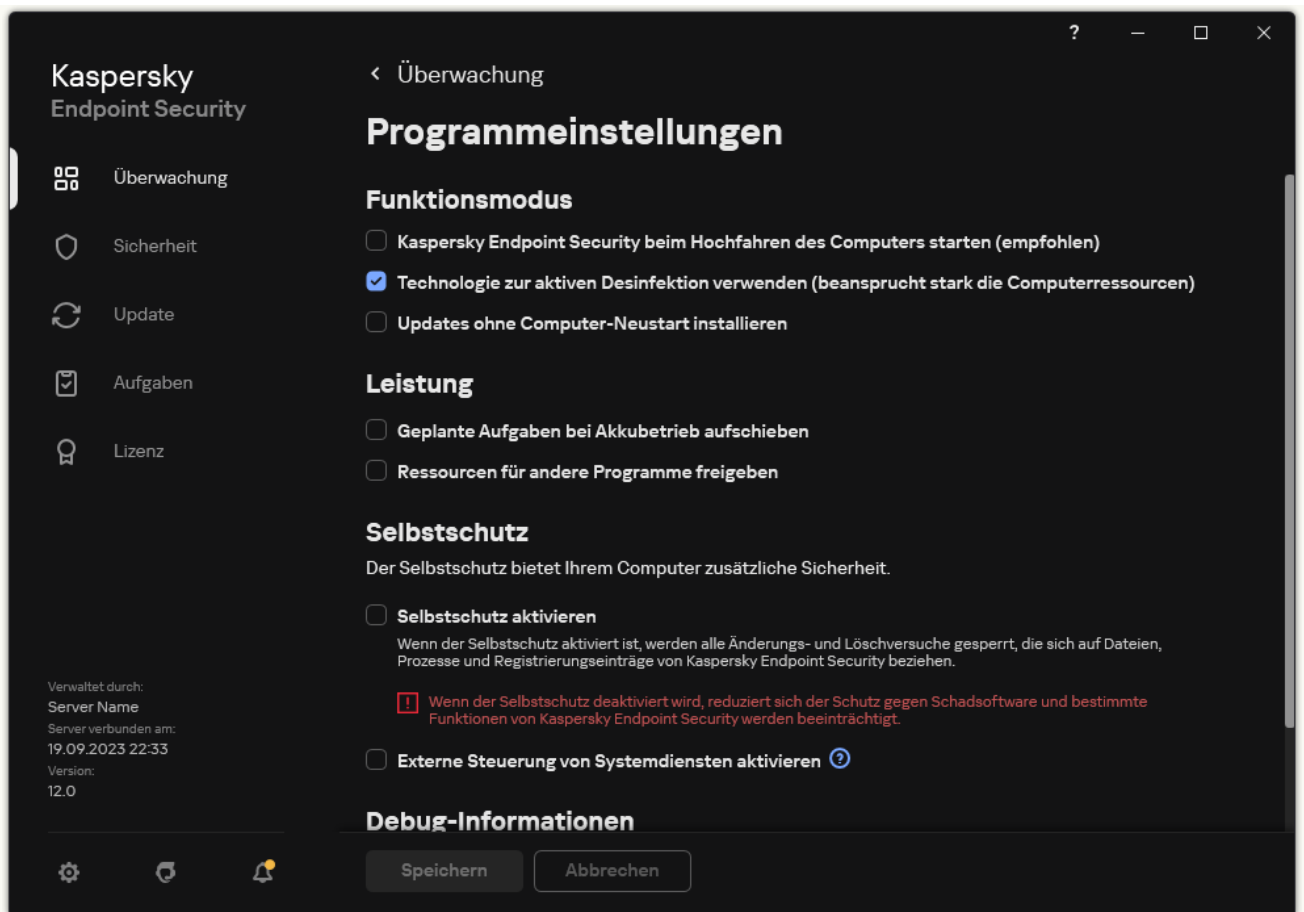 ?
Kaspersky
Endpoint Security
Überwachung
Sicherheit
Update
Aufgaben
Lizenz
Verwaltet durch:
Server Name
Server verbunden am:
19.09.2023 22:33
Version:
12.0
Überwachung
Programmeinstellungen
Funktionsmodus
Kaspersky Endpoint Security beim Hochfahren des Computers starten (empfohlen)
Technologie zur aktiven Desinfektion verwenden (beansprucht stark die Computerressourcen)
Updates ohne Computer-Neustart installieren
Leistung
Geplante Aufgaben bei Akkubetrieb aufschieben
Ressourcen für andere Programme freigeben
Selbstschutz
Der Selbstschutz bietet Ihrem Computer zusätzliche Sicherheit.
Selbstschutz aktivieren
Wenn der Selbstschutz aktiviert ist, werden alle Änderungs- und Löschversuche gesperrt, die sich auf Dateien,
Prozesse und Registrierungseinträge von Kaspersky Endpoint Security beziehen.
Wenn der Selbstschutz deaktiviert wird, reduziert sich der Schutz gegen Schadsoftware und bestimmte
Funktionen von Kaspersky Endpoint Security werden beeinträchtigt.
Externe Steuerung von Systemdiensten aktivieren ?
Debug-Informationen
Speichern
Abbrechen